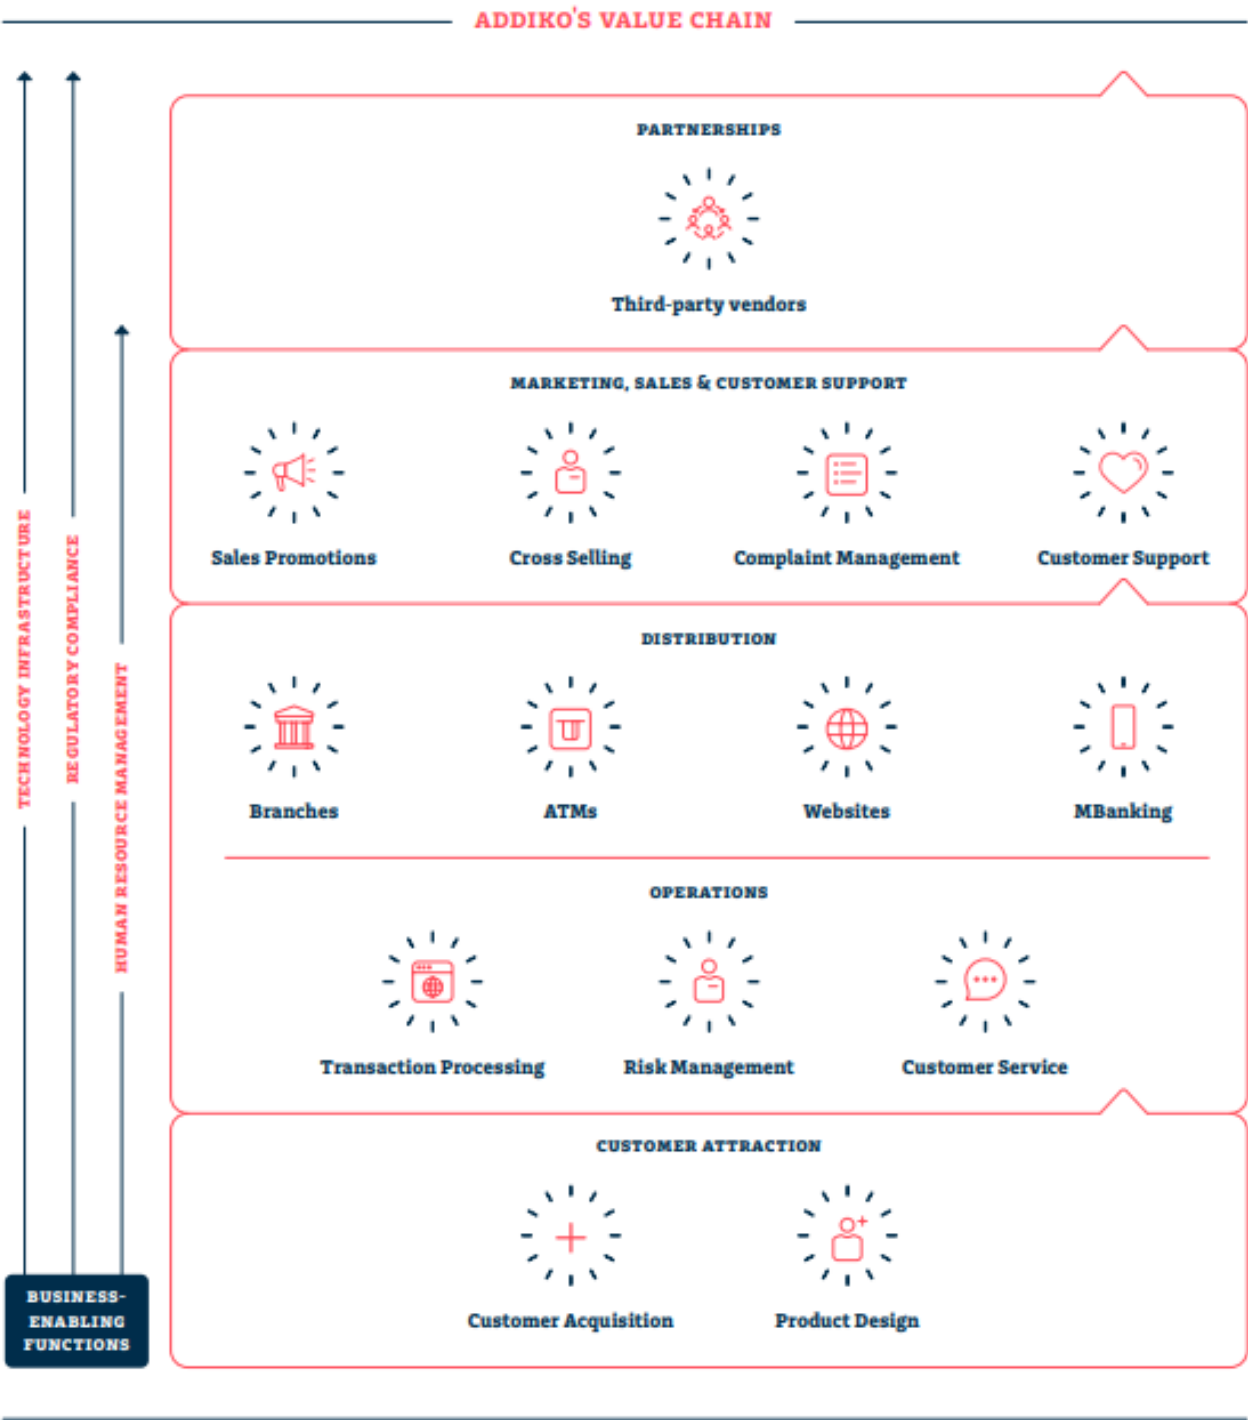 ADDIKO'S VALUE CHAIN
PARTNERSHIPS
Third-party vendors
MARKETING, SALES & CUSTOMER SUPPORT
Sales Promotions
Cross Selling
Complaint Management
Customer Support
DISTRIBUTION
Branches
ATMs
Websites
MBanking
OPERATIONS
Transaction Processing
Risk Management
Customer Service
CUSTOMER ATTRACTION
Customer Acquisition
Product Design
TECHNOLOGY INFRASTRUCTURE
REGULATORY COMPLIANCE
HUMAN RESOURCE MANAGEMENT
BUSINESS-
ENABLING
FUNCTIONS